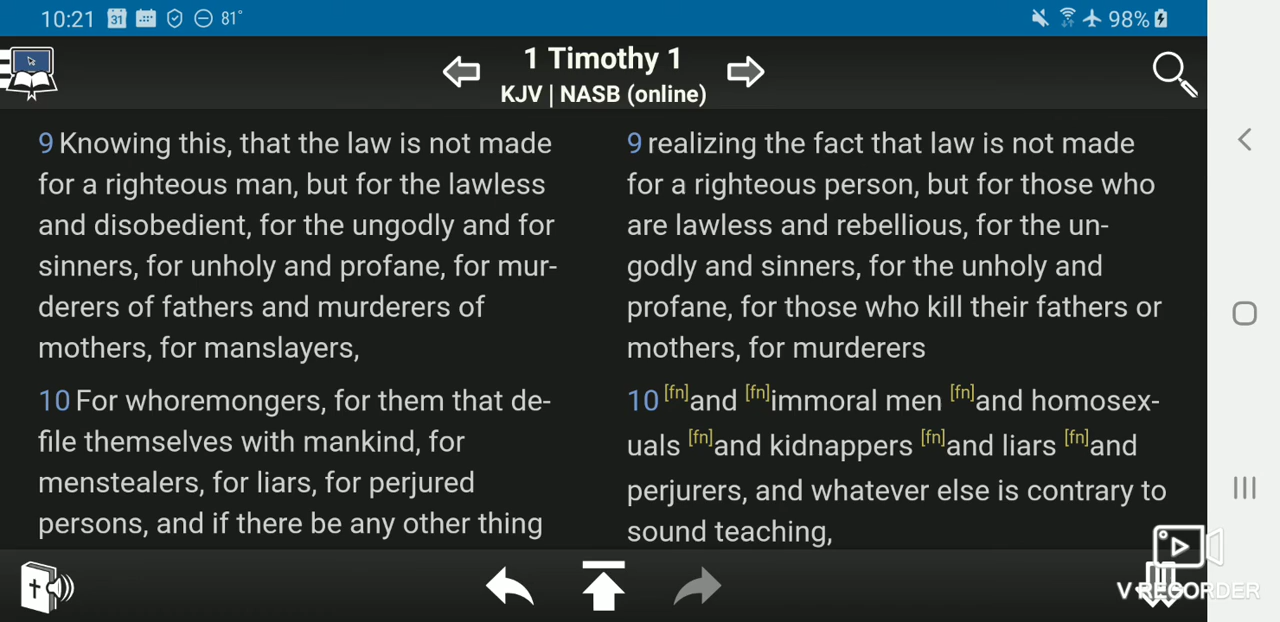 10:21 31 81° 98%
1 Timothy 1
KJV | NASB (online)
9 Knowing this, that the law is not made
for a righteous man, but for the lawless
and disobedient, for the ungodly and for
sinners, for unholy and profane, for mur-
derers of fathers and murderers of
mothers, for manslayers,
10 For whoremongers, for them that de-
file themselves with mankind, for
menstealers, for liars, for perjured
persons, and if there be any other thing
9 realizing the fact that law is not made
for a righteous person, but for those who
are lawless and rebellious, for the un-
godly and sinners, for the unholy and
profane, for those who kill their fathers or
mothers, for murderers
10 [fn]and [fn]immoral men [fn]and homosex-
uals [fn]and kidnappers [fn]and liars [fn]and
perjurers, and whatever else is contrary to
sound teaching,
V RECORDER